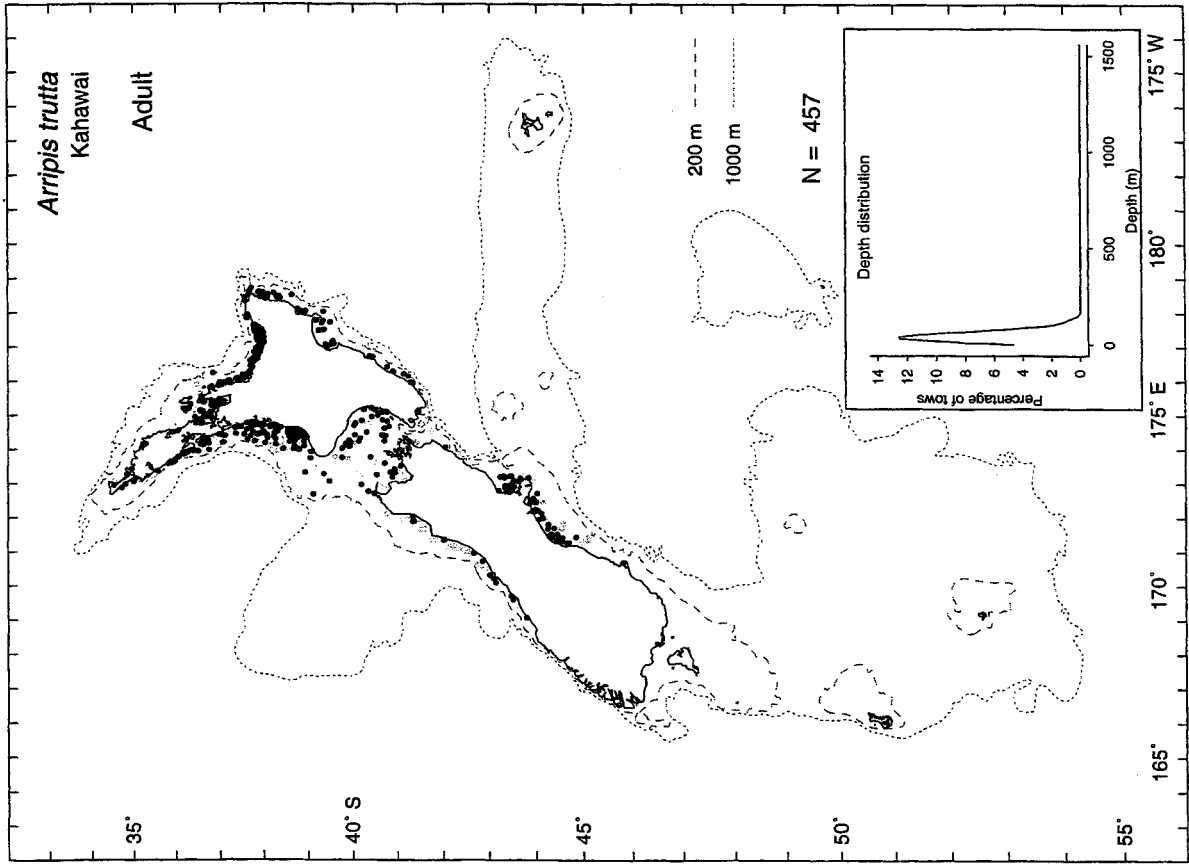 Arripis trutta
Kahawai
Adult
35°
40° S
45°
50°
55°
200 m
1000 m
N = 457
Depth distribution
Percentage of tows
14
12
10
8
6
4
2
0
0
500
1000
1500
Depth (m)
165°
170°
175° E
180°
175° W